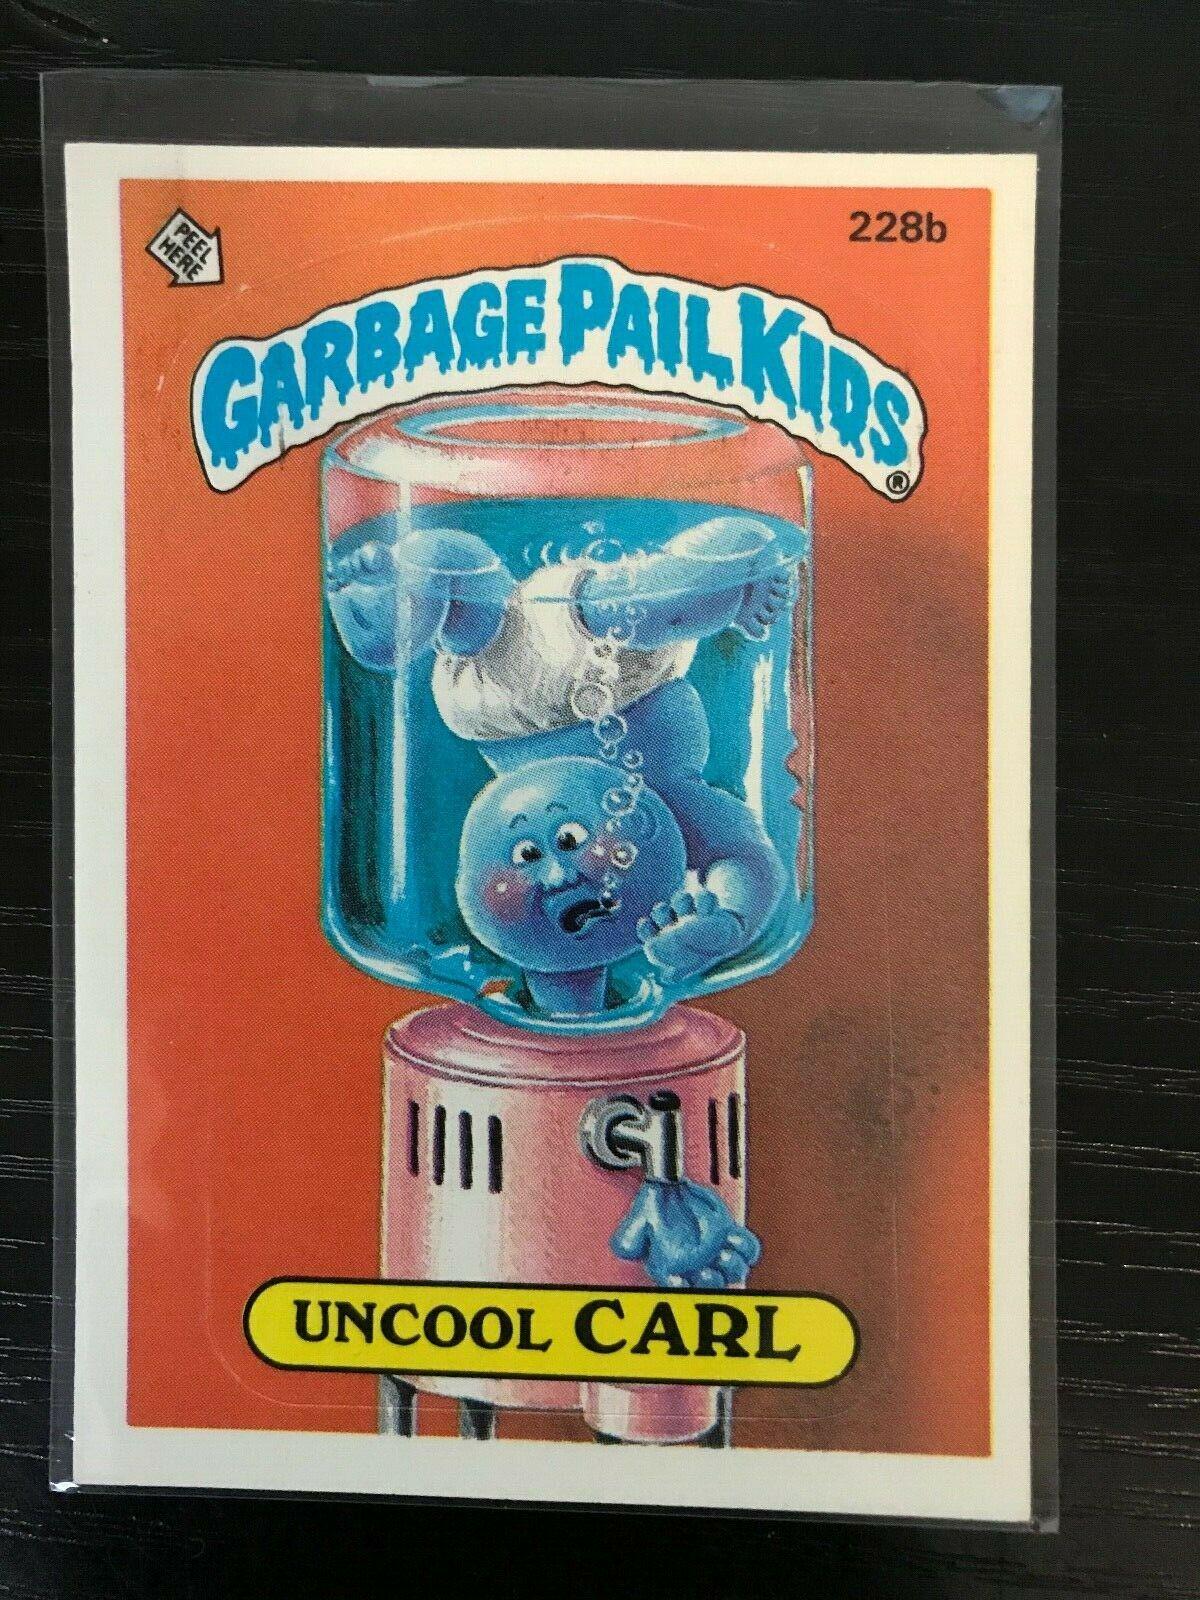 PEEL
HERE
228b
GARBAGE PAIL KIDS
®
UNCOOL CARL